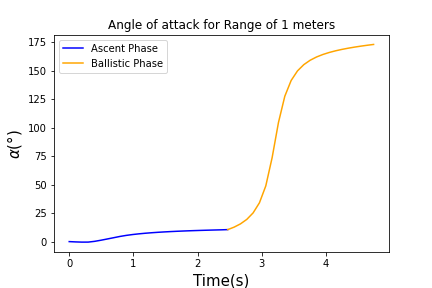 Angle of attack for Range of 1 meters
Ascent Phase
Ballistic Phase
175
150
125
100
75
50
25
0
α(°)
0 1 2 3 4
Time(s)